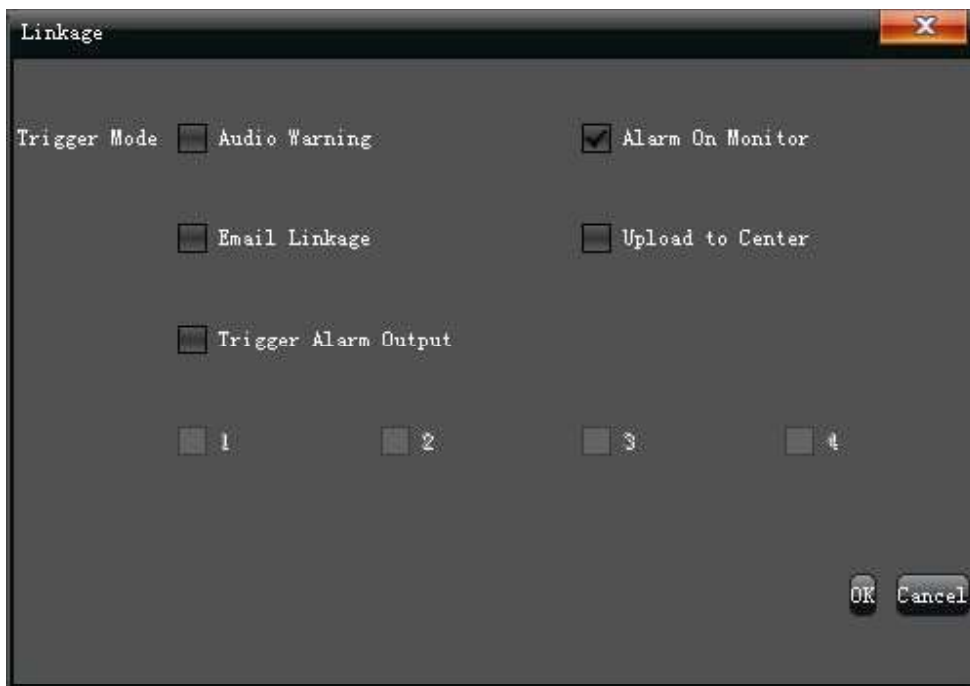 Linkage
Trigger Mode Audio Warning Alarm On Monitor
Email Linkage Upload to Center
Trigger Alarm Output
1 2 3 4
OK Cancel